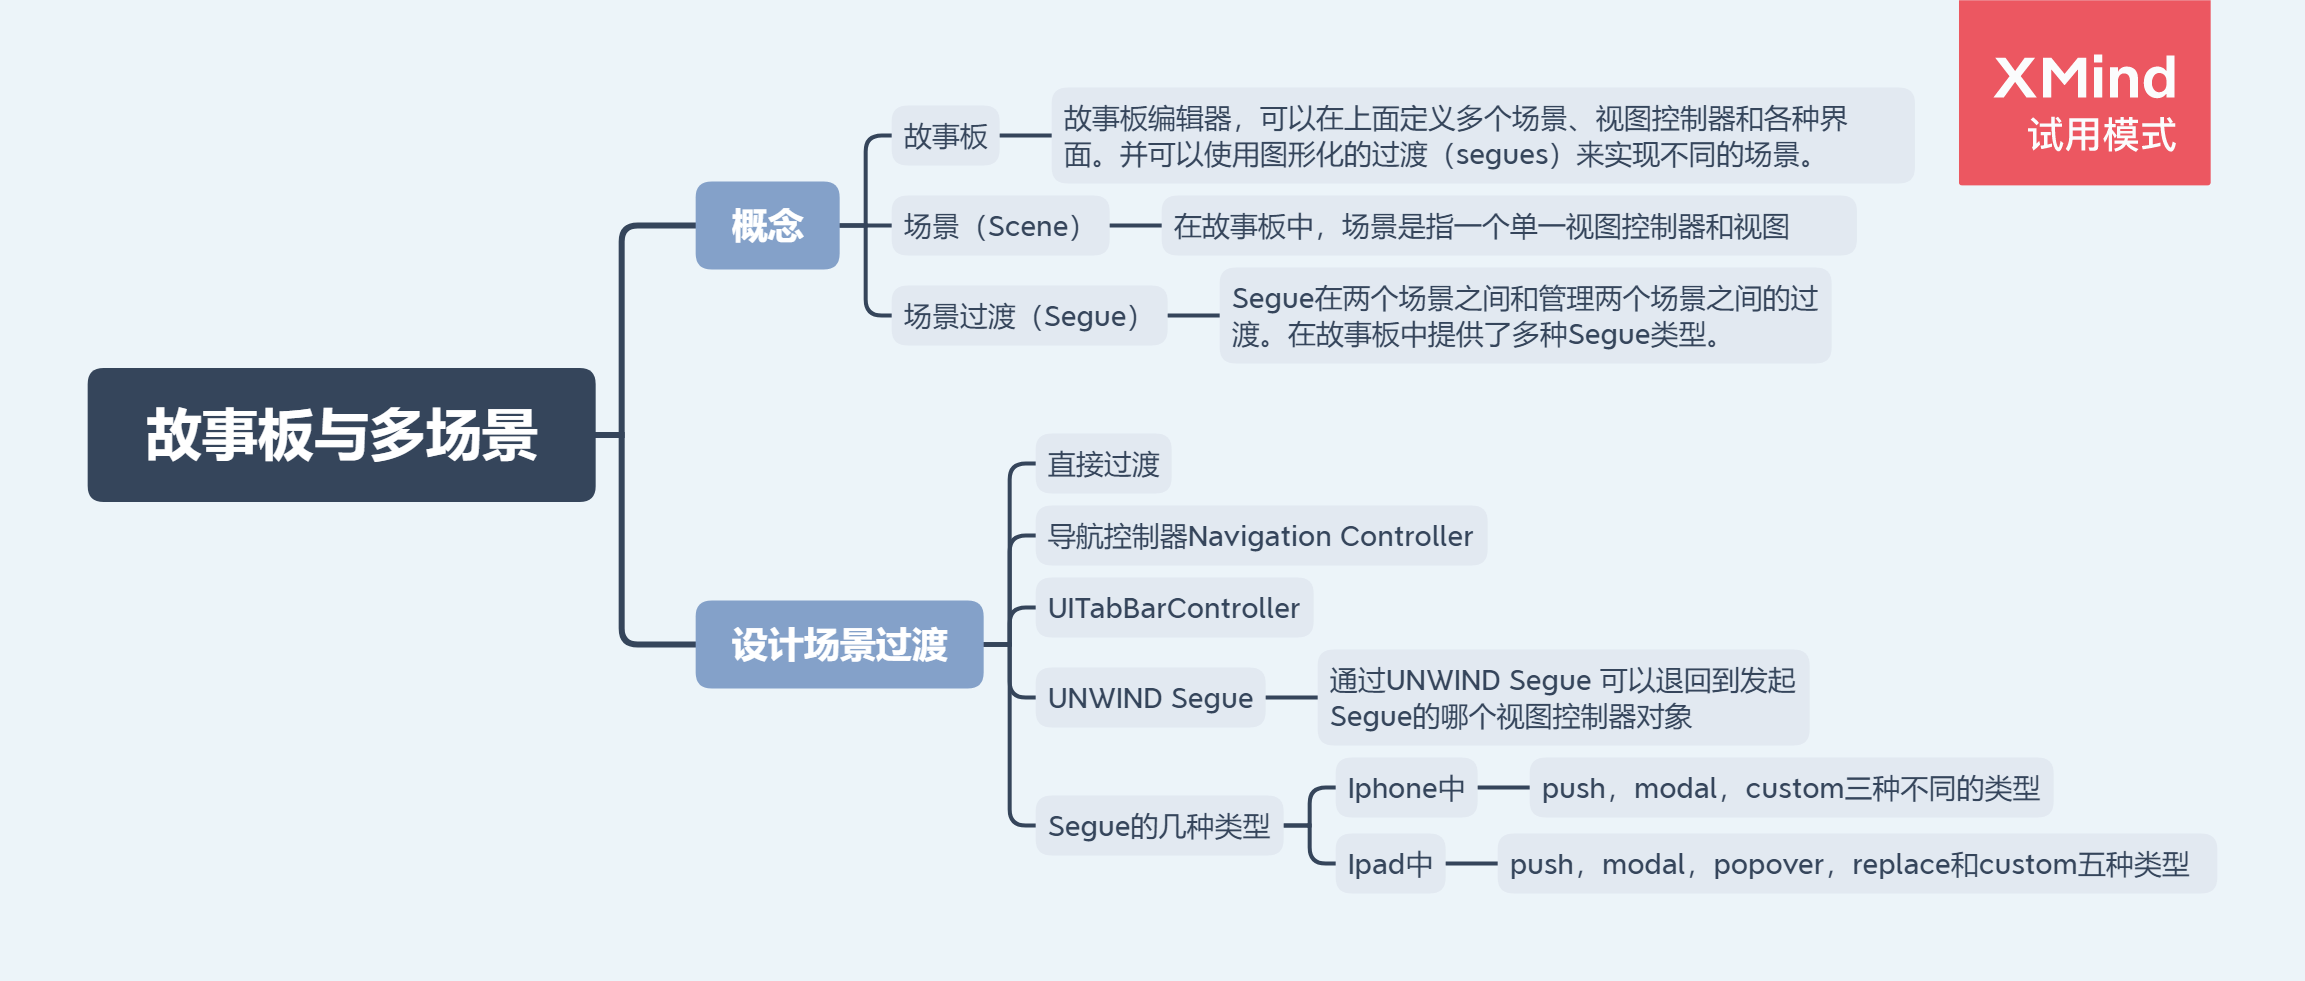 XMind
试用模式
故事板与多场景
概念
故事板
故事板编辑器，可以在上面定义多个场景、视图控制器和各种界
面。并可以使用图形化的过渡（segues）来实现不同的场景。
场景（Scene）
在故事板中，场景是指一个单一视图控制器和视图
场景过渡（Segue）
Segue在两个场景之间和管理两个场景之间的过
渡。在故事板中提供了多种Segue类型。
设计场景过渡
直接过渡
导航控制器Navigation Controller
UITabBarController
UNWIND Segue
通过UNWIND Segue 可以退回到发起
Segue的哪个视图控制器对象
Segue的几种类型
Iphone中
push，modal，custom三种不同的类型
Ipad中
push，modal，popover，replace和custom五种类型